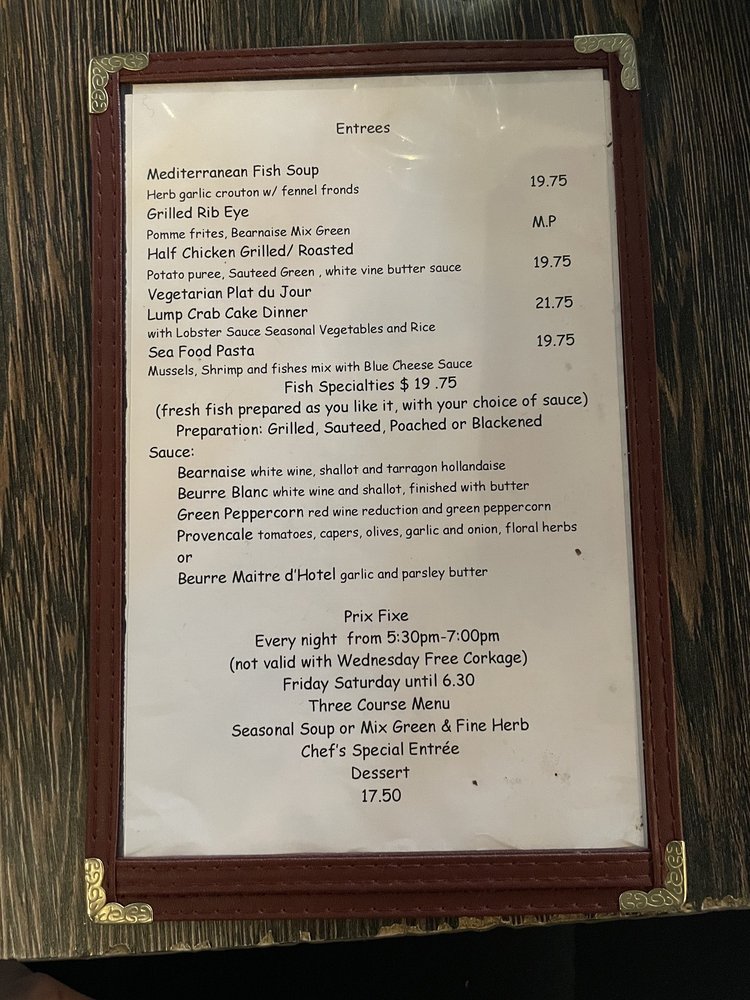 Entrees
Mediterranean Fish Soup
Herb garlic crouton w/ fennel fronds 19.75
Grilled Rib Eye
Pomme frites, Bearnaise Mix Green M.P
Half Chicken Grilled/ Roasted
Potato puree, Sauteed Green , white vine butter sauce 19.75
Vegetarian Plat du Jour
Lump Crab Cake Dinner 21.75
with Lobster Sauce Seasonal Vegetables and Rice
Sea Food Pasta 19.75
Mussels, Shrimp and fishes mix with Blue Cheese Sauce
Fish Specialties $ 19 .75
(fresh fish prepared as you like it, with your choice of sauce)
Preparation: Grilled, Sauteed, Poached or Blackened
Sauce:
Bearnaise white wine, shallot and tarragon hollandaise
Beurre Blanc white wine and shallot, finished with butter
Green Peppercorn red wine reduction and green peppercorn
Provencale tomatoes, capers, olives, garlic and onion, floral herbs
or
Beurre Maitre d'Hotel garlic and parsley butter
Prix Fixe
Every night from 5:30pm-7:00pm
(not valid with Wednesday Free Corkage)
Friday Saturday until 6.30
Three Course Menu
Seasonal Soup or Mix Green & Fine Herb
Chef's Special Entrée
Dessert
17.50